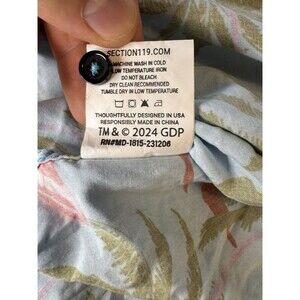 SECTION119.COM
MACHINE WASH IN COLD
LOW TEMPERATURE IRON
DO NOT BLEACH
DRY CLEAN RECOMMENDED
TUMBLE DRY IN LOW TEMPERATURE
THOUGHTFULLY DESIGNED IN USA
RESPONSIBLY MADE IN CHINA
TM & © 2024 GDP
RN#MD-1815-231206